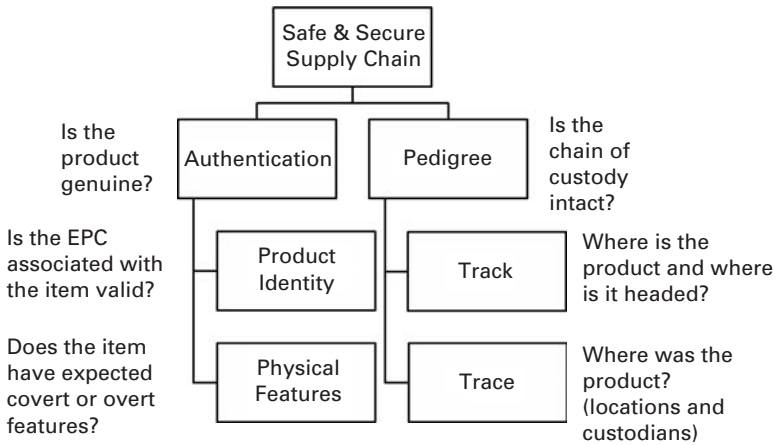 Safe & Secure
Supply Chain
Is the
product
genuine?
Authentication
Pedigree
Is the
chain of
custody
intact?
Is the EPC
associated with
the item valid?
Product
Identity
Track
Where is the
product and where
is it headed?
Does the item
have expected
covert or overt
features?
Physical
Features
Trace
Where was the
product?
(locations and
custodians)